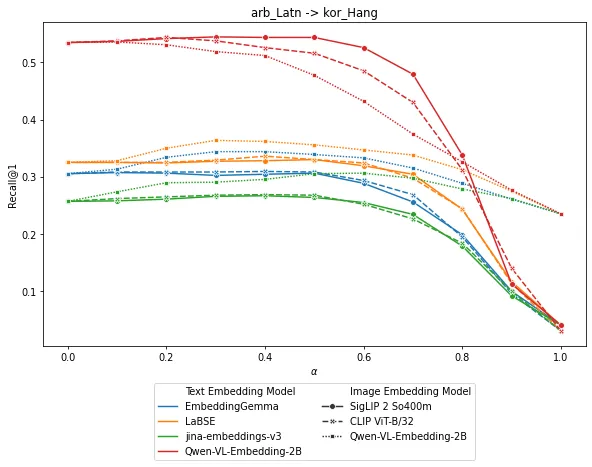 arb_Latn -> kor_Hang
Recall@1
0.5
0.4
0.3
0.2
0.1
0.0 0.2 0.4 0.6 0.8 1.0
α
Text Embedding Model
EmbeddingGemma
LaBSE
jina-embeddings-v3
Qwen-VL-Embedding-2B
Image Embedding Model
SigLIP 2 So400m
CLIP ViT-B/32
Qwen-VL-Embedding-2B